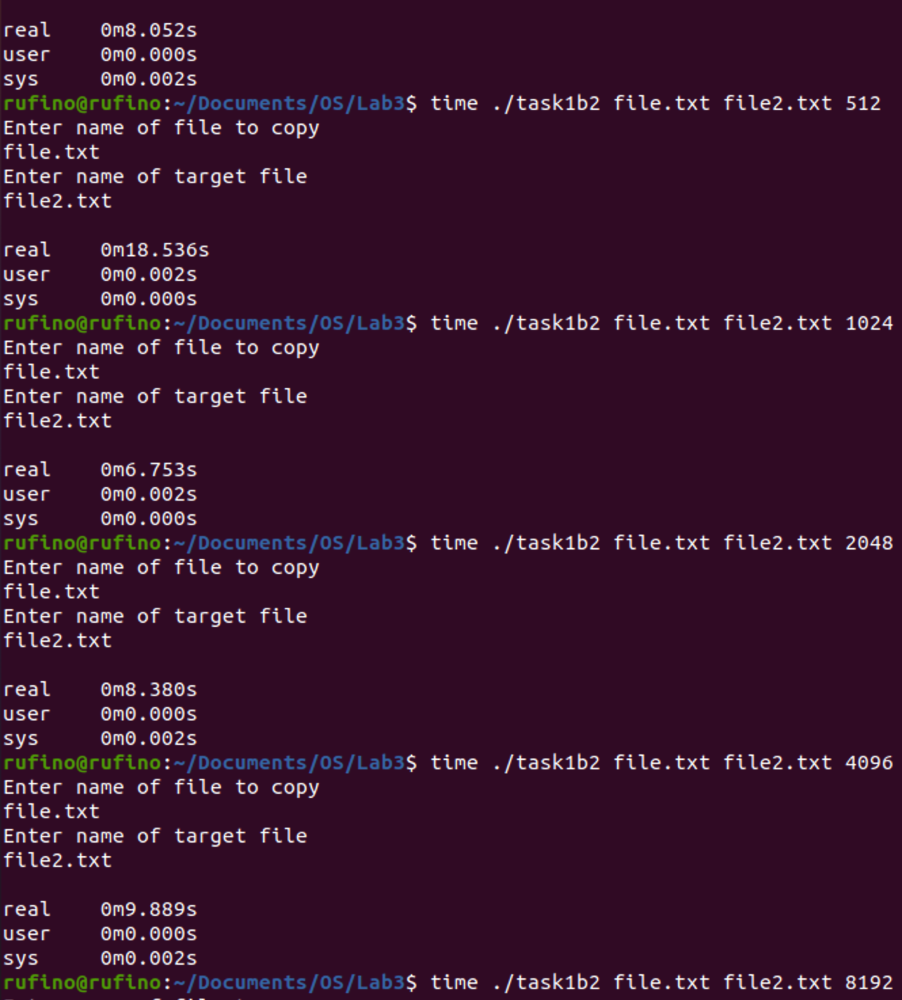 real    0m8.052s
user    0m0.000s
sys     0m0.002s
rufino@rufino:~/Documents/OS/Lab3$ time ./task1b2 file.txt file2.txt 512
Enter name of file to copy
file.txt
Enter name of target file
file2.txt

real    0m18.536s
user    0m0.002s
sys     0m0.000s
rufino@rufino:~/Documents/OS/Lab3$ time ./task1b2 file.txt file2.txt 1024
Enter name of file to copy
file.txt
Enter name of target file
file2.txt

real    0m6.753s
user    0m0.002s
sys     0m0.000s
rufino@rufino:~/Documents/OS/Lab3$ time ./task1b2 file.txt file2.txt 2048
Enter name of file to copy
file.txt
Enter name of target file
file2.txt

real    0m8.380s
user    0m0.000s
sys     0m0.002s
rufino@rufino:~/Documents/OS/Lab3$ time ./task1b2 file.txt file2.txt 4096
Enter name of file to copy
file.txt
Enter name of target file
file2.txt

real    0m9.889s
user    0m0.000s
sys     0m0.002s
rufino@rufino:~/Documents/OS/Lab3$ time ./task1b2 file.txt file2.txt 8192